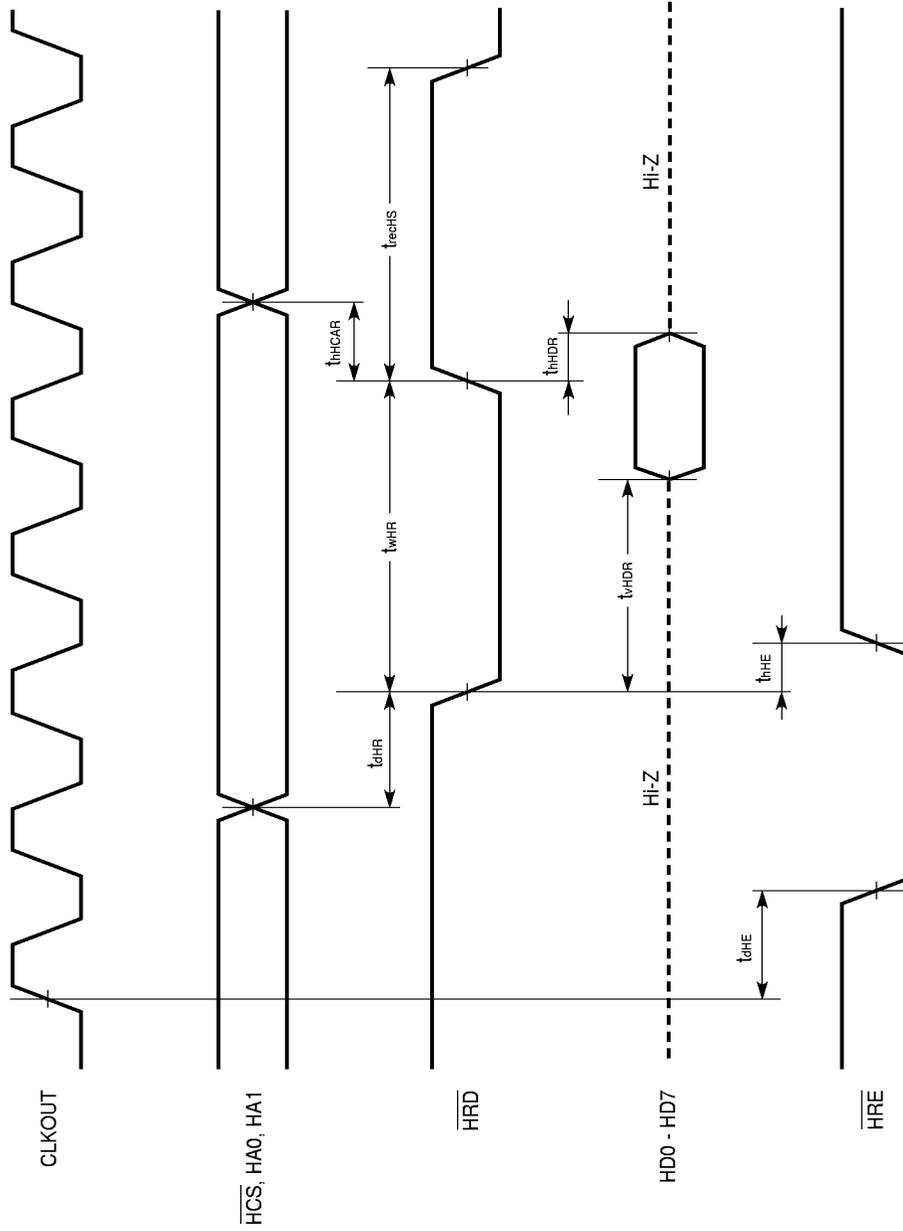 CLKOUT
HCS, HA0, HA1
thHCAR
HRD
tdHR
twHR
trecHS
HD0 - HD7
Hi-Z
tvHDR
thHDR
Hi-Z
HRE
tdHE
thHE